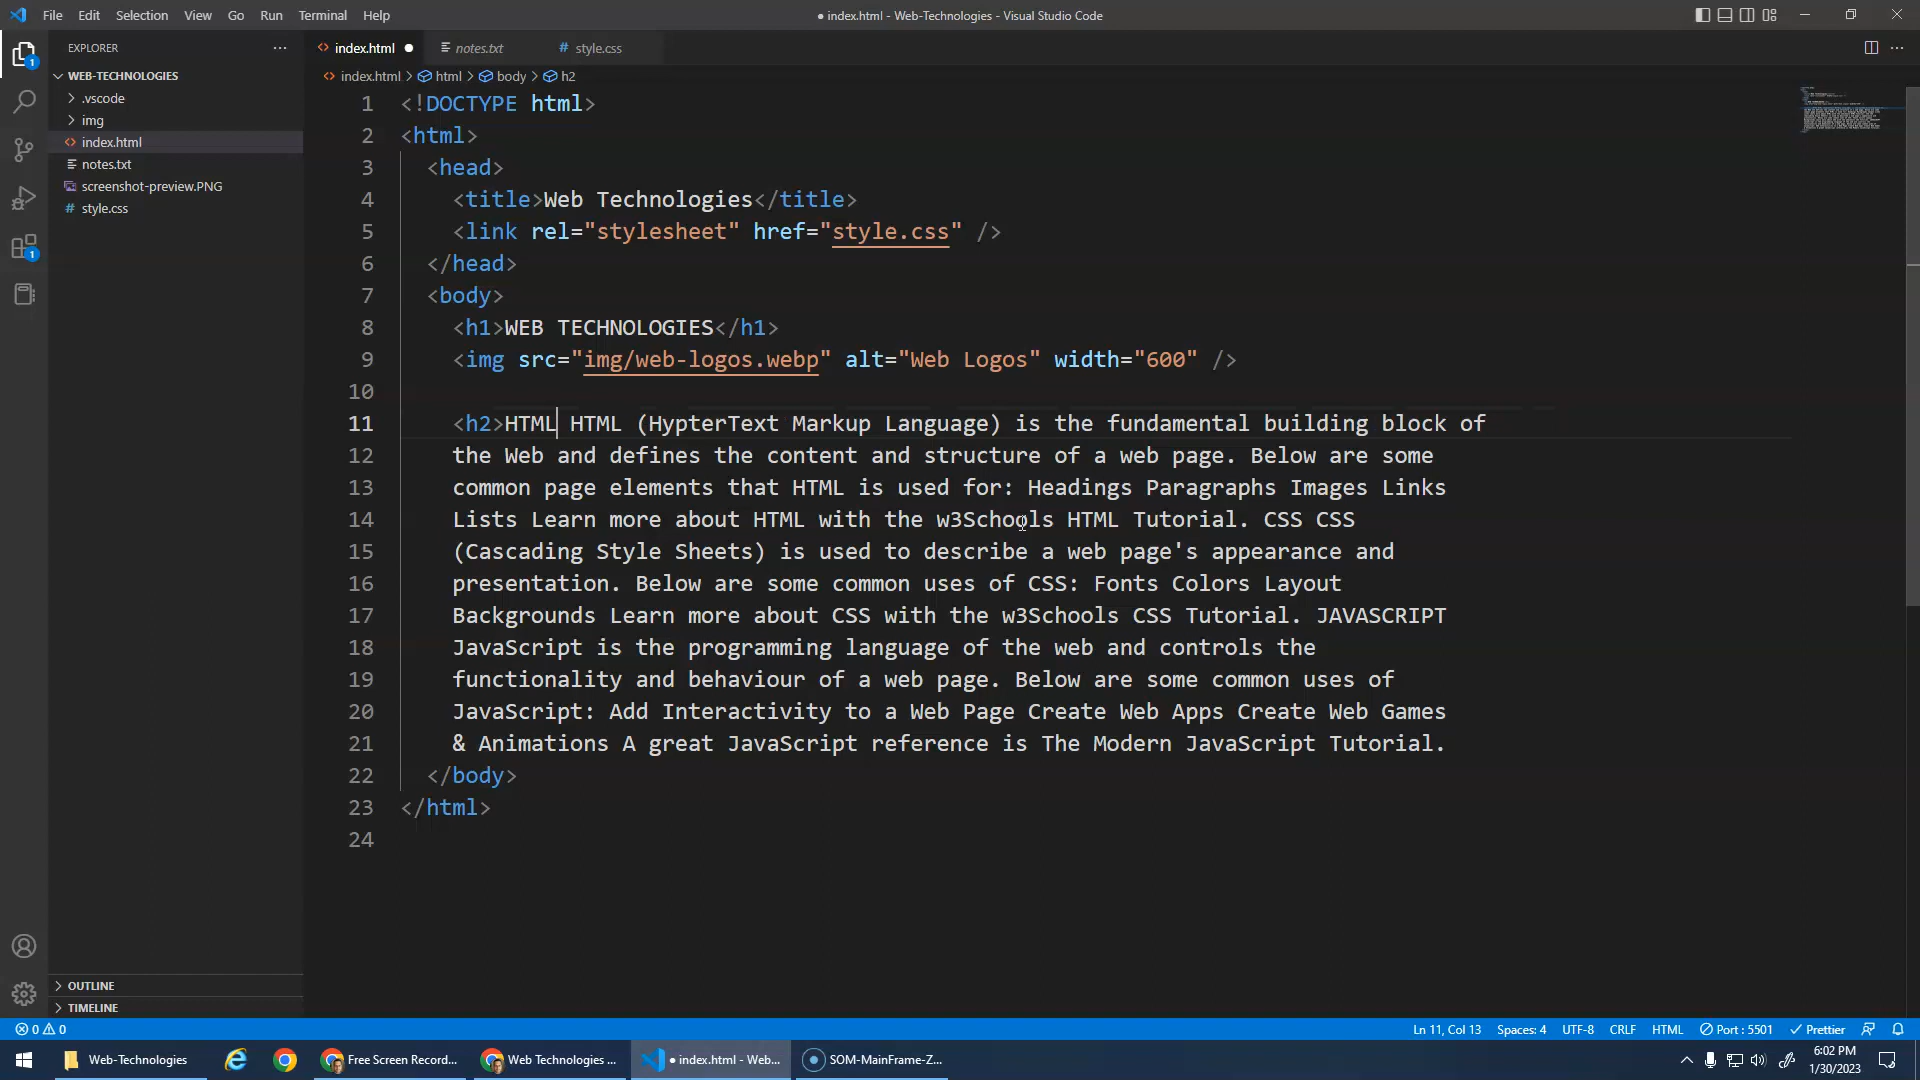 File Edit Selection View Go Run Terminal Help
● index.html - Web-Technologies - Visual Studio Code
EXPLORER
index.html
notes.txt
style.css
WEB-TECHNOLOGIES
.vscode
img
index.html
notes.txt
screenshot-preview.PNG
style.css
index.html > html > body > h2
1 <!DOCTYPE html>
2 <html>
3 <head>
4 <title>Web Technologies</title>
5 <link rel="stylesheet" href="style.css" />
6 </head>
7 <body>
8 <h1>WEB TECHNOLOGIES</h1>
9 <img src="img/web-logos.webp" alt="Web Logos" width="600" />
10
11 <h2>HTML HTML (HypterText Markup Language) is the fundamental building block of
12 the Web and defines the content and structure of a web page. Below are some
13 common page elements that HTML is used for: Headings Paragraphs Images Links
14 Lists Learn more about HTML with the w3Schools HTML Tutorial. CSS CSS
15 (Cascading Style Sheets) is used to describe a web page's appearance and
16 presentation. Below are some common uses of CSS: Fonts Colors Layout
17 Backgrounds Learn more about CSS with the w3Schools CSS Tutorial. JAVASCRIPT
18 JavaScript is the programming language of the web and controls the
19 functionality and behaviour of a web page. Below are some common uses of
20 JavaScript: Add Interactivity to a Web Page Create Web Apps Create Web Games
21 & Animations A great JavaScript reference is The Modern JavaScript Tutorial.
22 </body>
23 </html>
24
1
1
OUTLINE
TIMELINE
0 0
Ln 11, Col 13 Spaces: 4 UTF-8 CRLF HTML Port : 5501 Prettier
Web-Technologies
Free Screen Record...
Web Technologies ...
● index.html - Web...
SOM-MainFrame-Z...
6:02 PM
1/30/2023